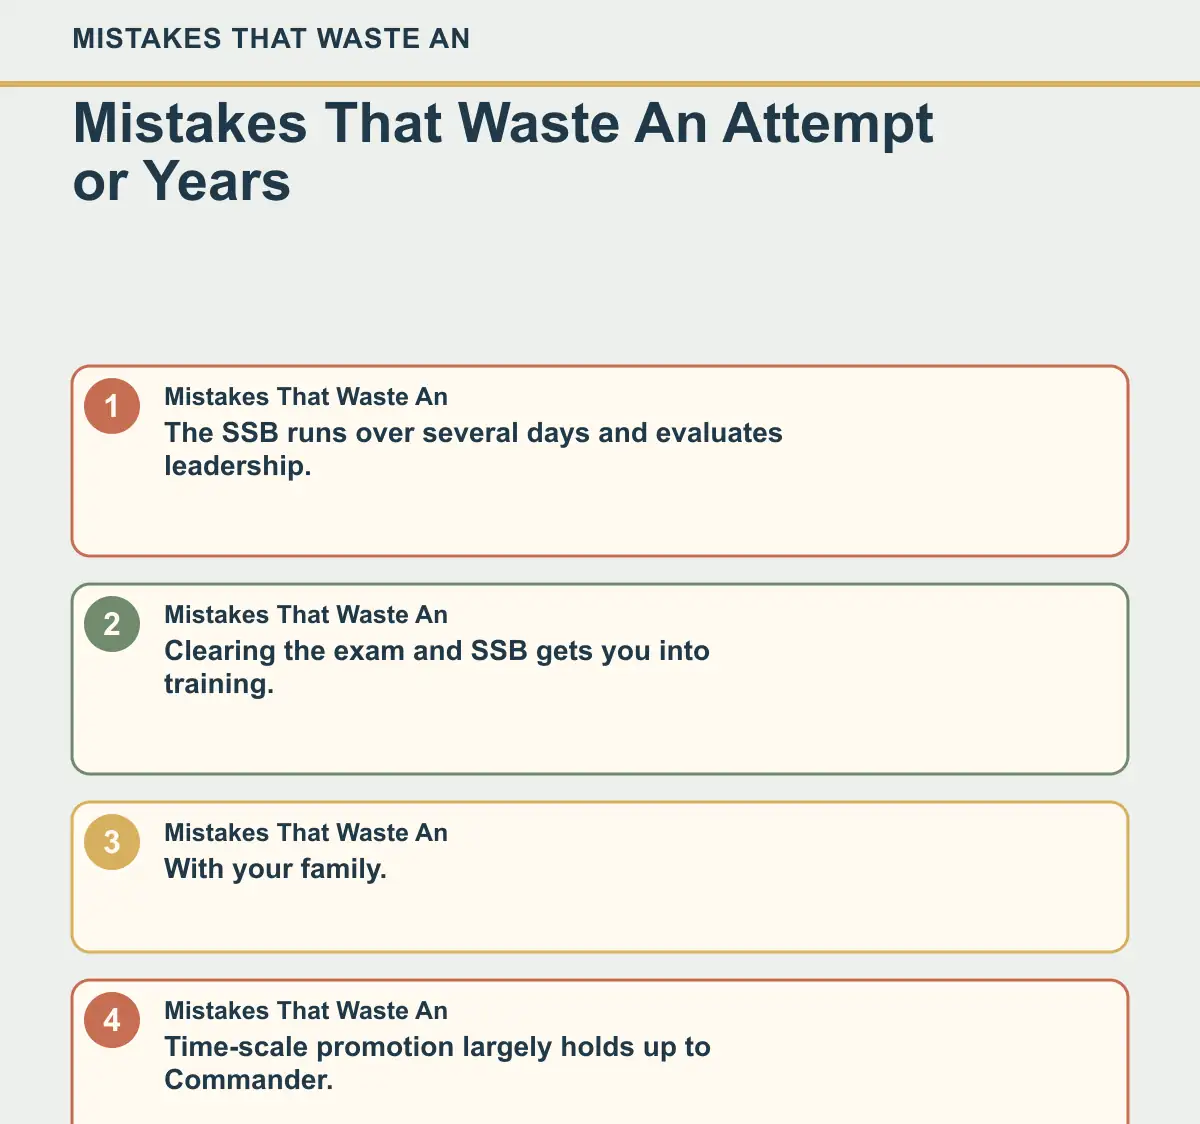 MISTAKES THAT WASTE AN
Mistakes That Waste An Attempt
or Years
1
Mistakes That Waste An
The SSB runs over several days and evaluates
leadership.
2
Mistakes That Waste An
Clearing the exam and SSB gets you into
training.
3
Mistakes That Waste An
With your family.
4
Mistakes That Waste An
Time-scale promotion largely holds up to
Commander.